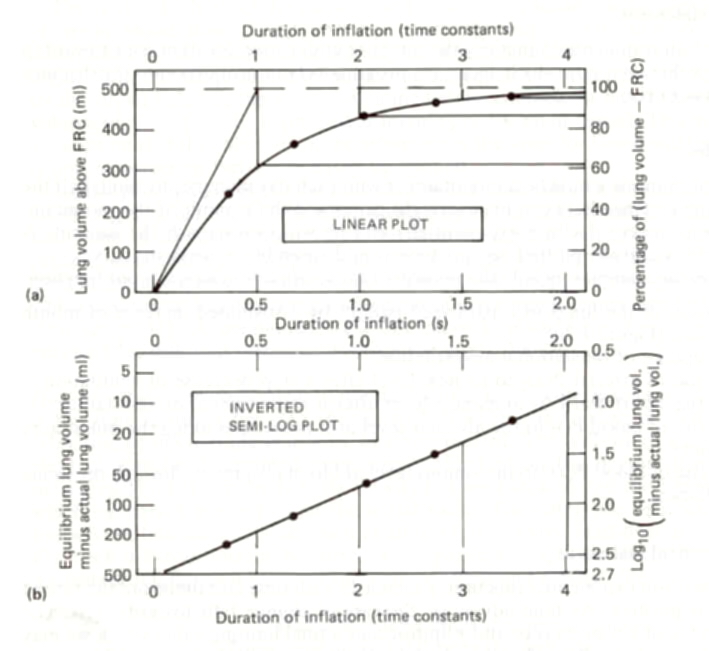 Duration of inflation (time constants)
0 1 2 3 4
Lung volume above FRC (ml)
500
400
300
200
100
0
100
80
60
40
20
0
Percentage of (lung volume – FRC)
LINEAR PLOT
(a)
0 0.5 1.0 1.5 2.0
Duration of inflation (s)
0 0.5 1.0 1.5 2.0
Equilibrium lung volume
minus actual lung volume (ml)
5
10
20
50
100
200
500
INVERTED
SEMI-LOG PLOT
0.5
1.0
1.5
2.0
2.5
2.7
Log10 (equilibrium lung vol.
minus actual lung vol.)
(b)
1 2 3 4
Duration of inflation (time constants)